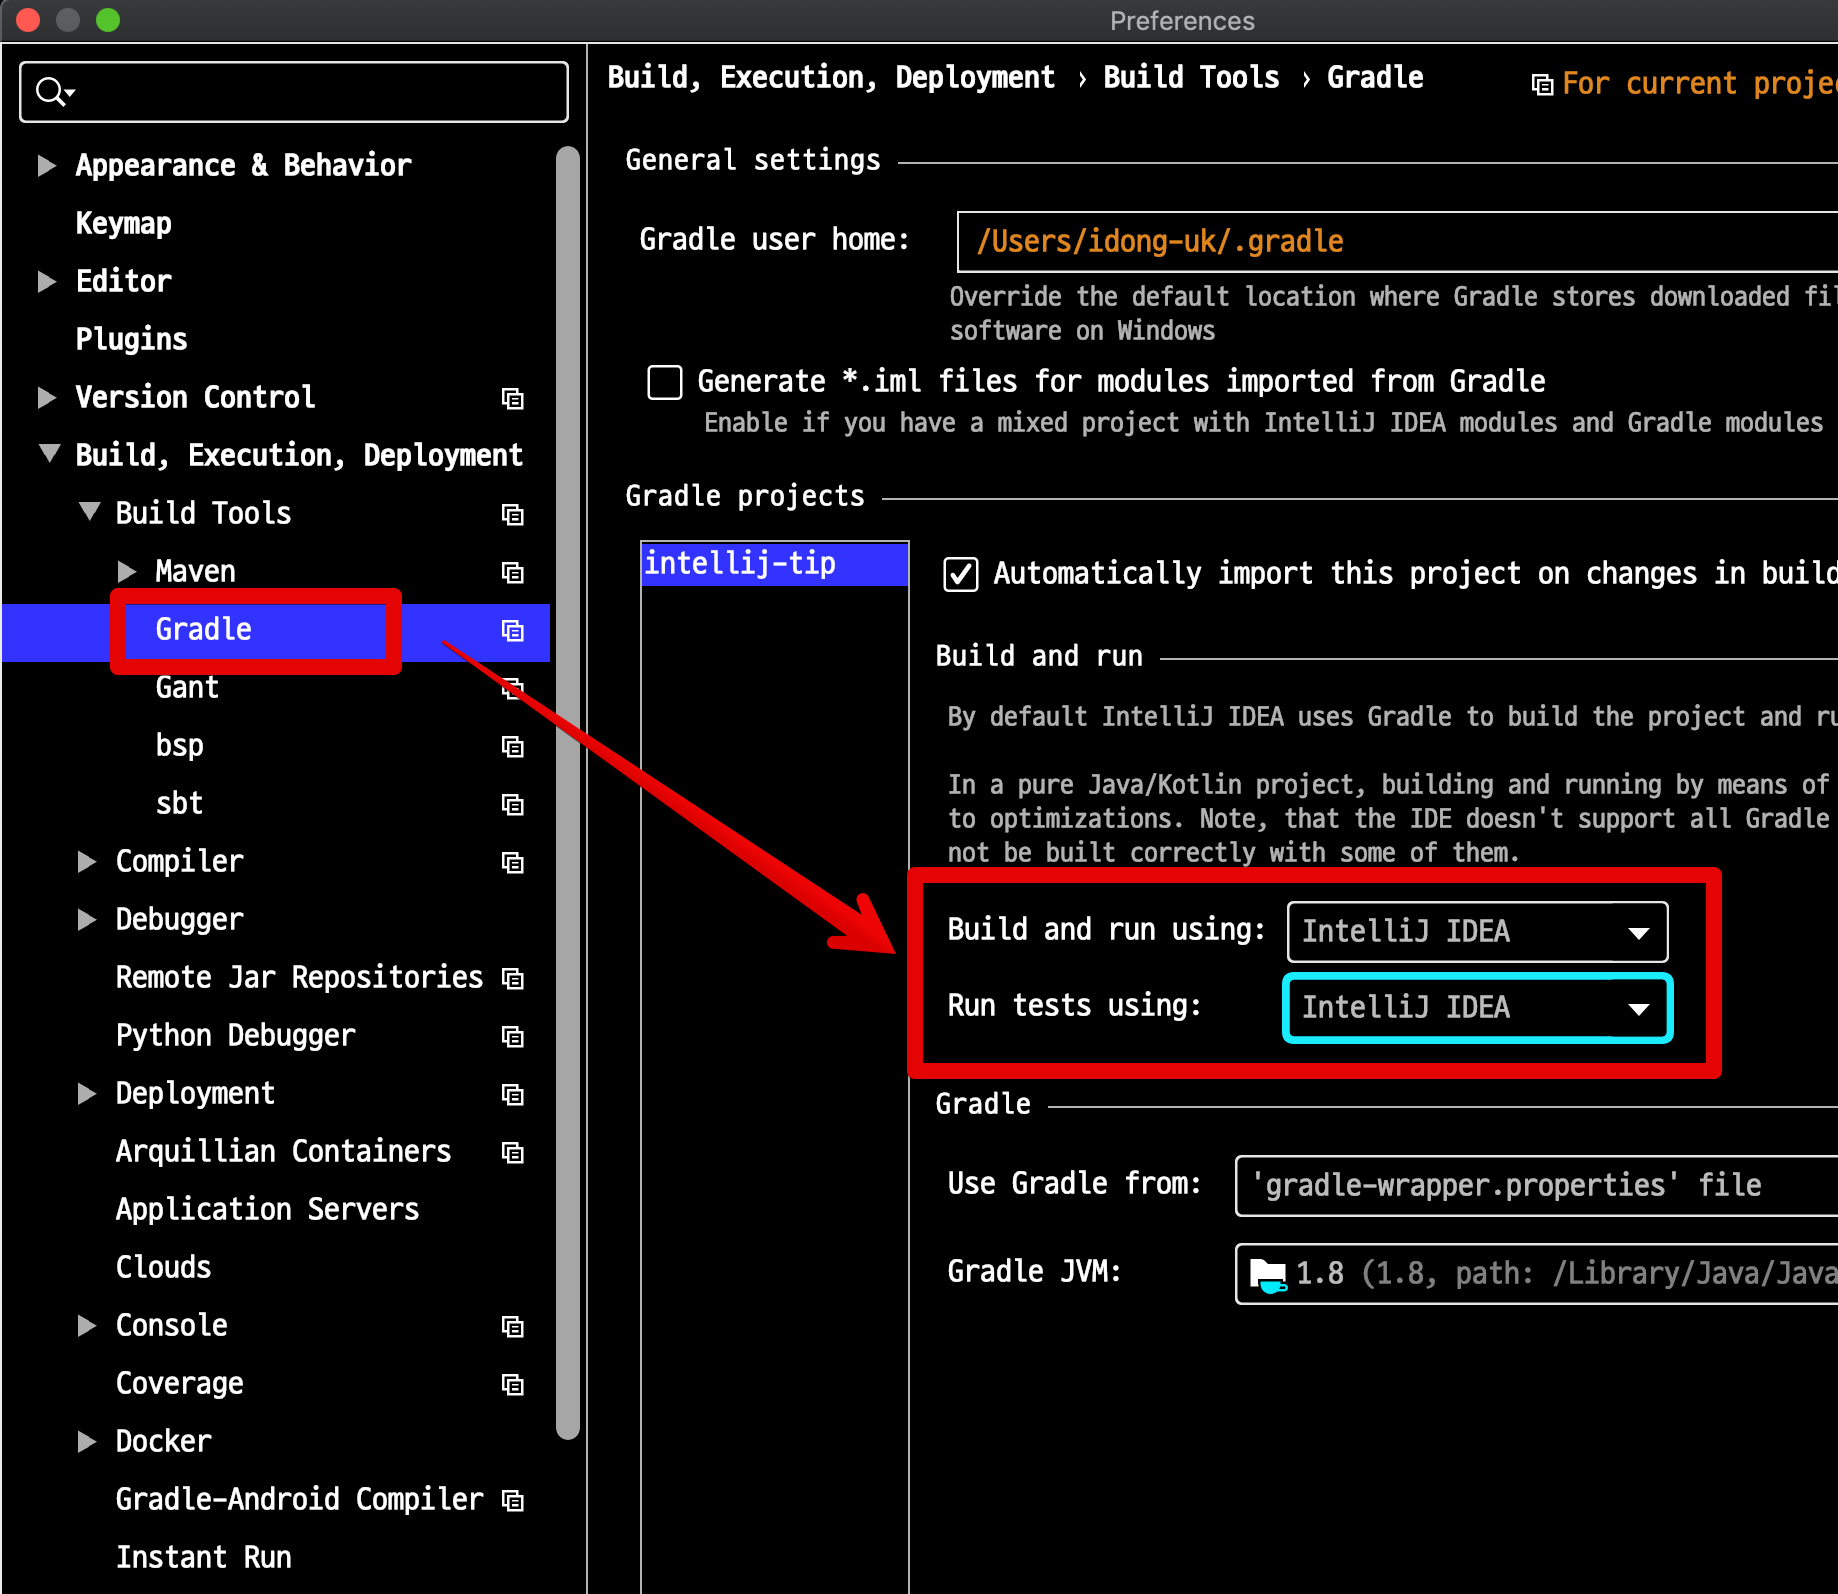 Preferences
Appearance & Behavior
Keymap
Editor
Plugins
Version Control
Build, Execution, Deployment
Build Tools
Maven
Gradle
Gant
bsp
sbt
Compiler
Debugger
Remote Jar Repositories
Python Debugger
Deployment
Arquillian Containers
Application Servers
Clouds
Console
Coverage
Docker
Gradle-Android Compiler
Instant Run
Build, Execution, Deployment › Build Tools › Gradle
For current projec
General settings
Gradle user home: /Users/idong-uk/.gradle
Override the default location where Gradle stores downloaded fil
software on Windows
Generate *.iml files for modules imported from Gradle
Enable if you have a mixed project with IntelliJ IDEA modules and Gradle modules
Gradle projects
intellij-tip
Automatically import this project on changes in build
Build and run
By default IntelliJ IDEA uses Gradle to build the project and ru
In a pure Java/Kotlin project, building and running by means of
to optimizations. Note, that the IDE doesn't support all Gradle
not be built correctly with some of them.
Build and run using: IntelliJ IDEA
Run tests using: IntelliJ IDEA
Gradle
Use Gradle from: 'gradle-wrapper.properties' file
Gradle JVM: 1.8 (1.8, path: /Library/Java/Java